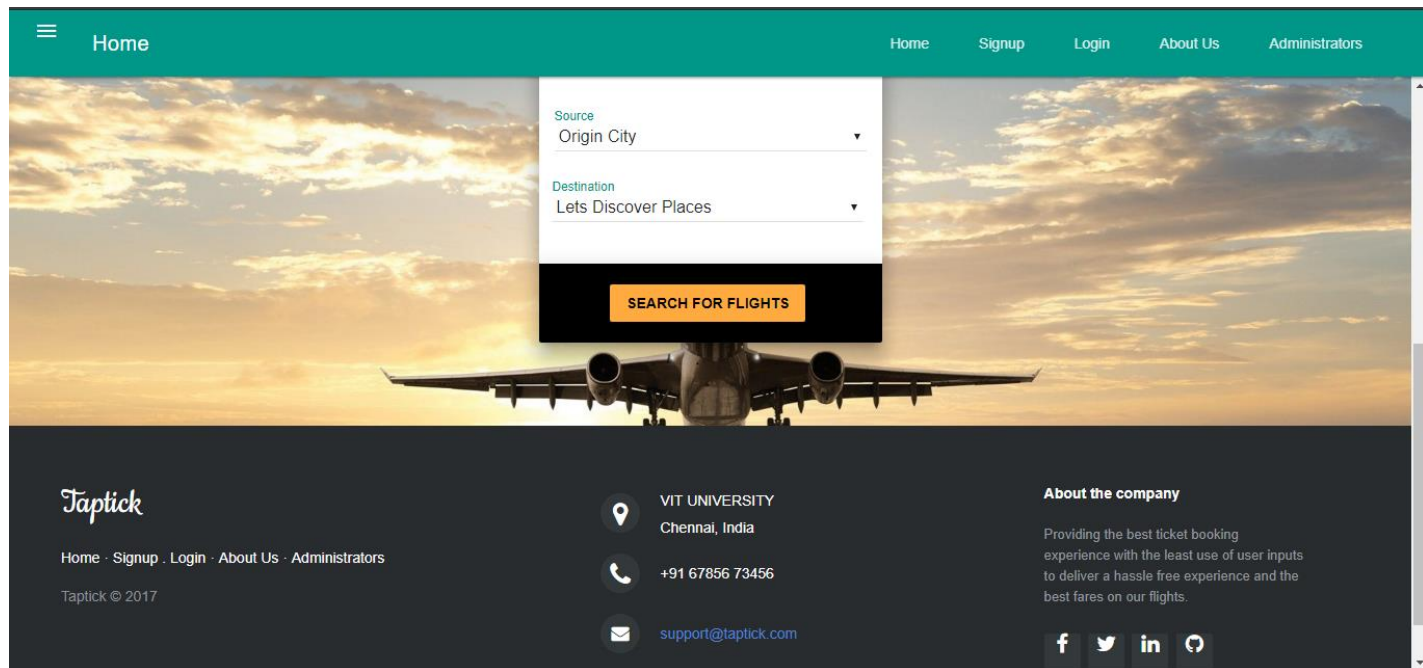 Home
Home Signup Login About Us Administrators
Source
Origin City
Destination
Lets Discover Places
SEARCH FOR FLIGHTS
Taptick
Home · Signup . Login · About Us · Administrators
Taptick © 2017
VIT UNIVERSITY
Chennai, India
+91 67856 73456
support@taptick.com
About the company
Providing the best ticket booking
experience with the least use of user inputs
to deliver a hassle free experience and the
best fares on our flights.